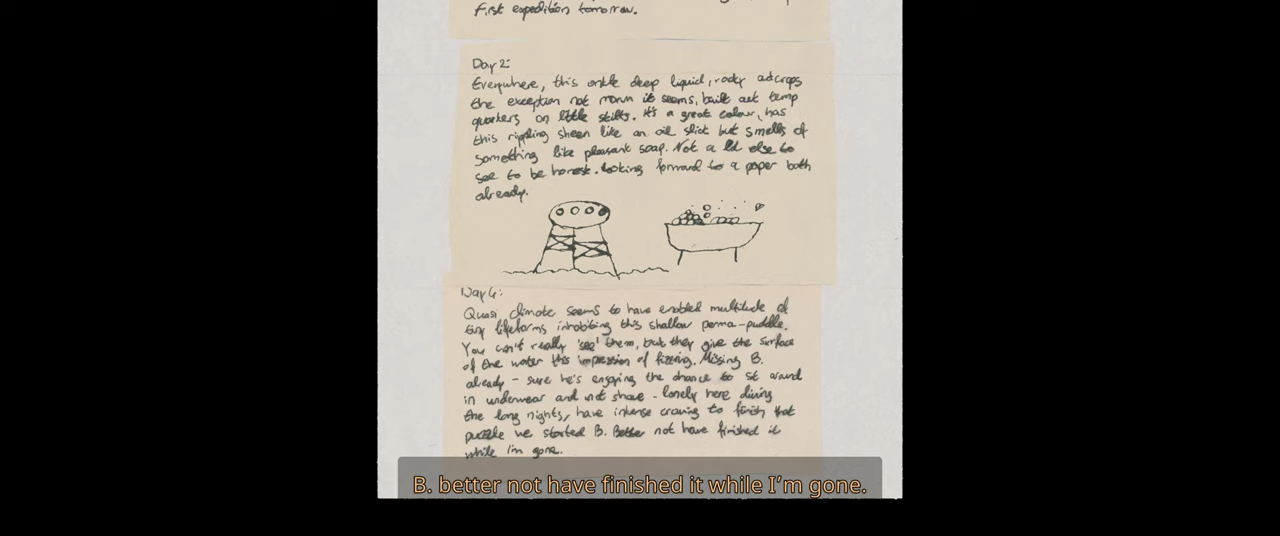 First expedition tomorrow.
Day 2:
Everywhere, this ankle deep liquid, rocky outcrops
the exception not norm it seems, built out temp
quarters on little stilts. It's a great colour, has
this rippling sheen like an oil slick but smells of
something like pleasant soap. Not a lot else to
see to be honest. looking forward to a proper bath
already.
Day 4:
Quasi climate seems to have enabled multitude of
tiny lifeforms inhabiting this shallow perma-puddle.
You can't really 'see' them, but they give the surface
of the water this impression of fizzing. Missing B.
already - sure he's enjoying the chance to sit around
in underwear and not shave - lonely here during
the long nights, have intense craving to finish that
puzzle we started B. Better not have finished it
while I'm gone.
B. better not have finished it while I'm gone.